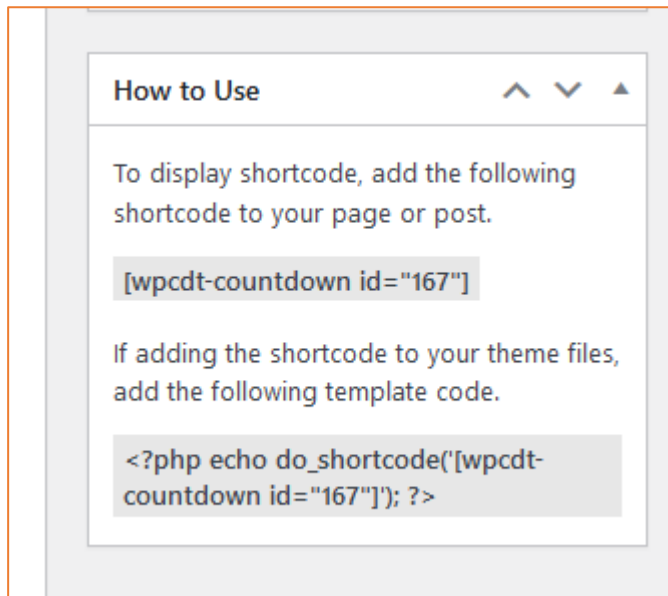 How to Use
To display shortcode, add the following
shortcode to your page or post.
[wpcdt-countdown id="167"]
If adding the shortcode to your theme files,
add the following template code.
<?php echo do_shortcode('[wpcdt-
countdown id="167"]'); ?>